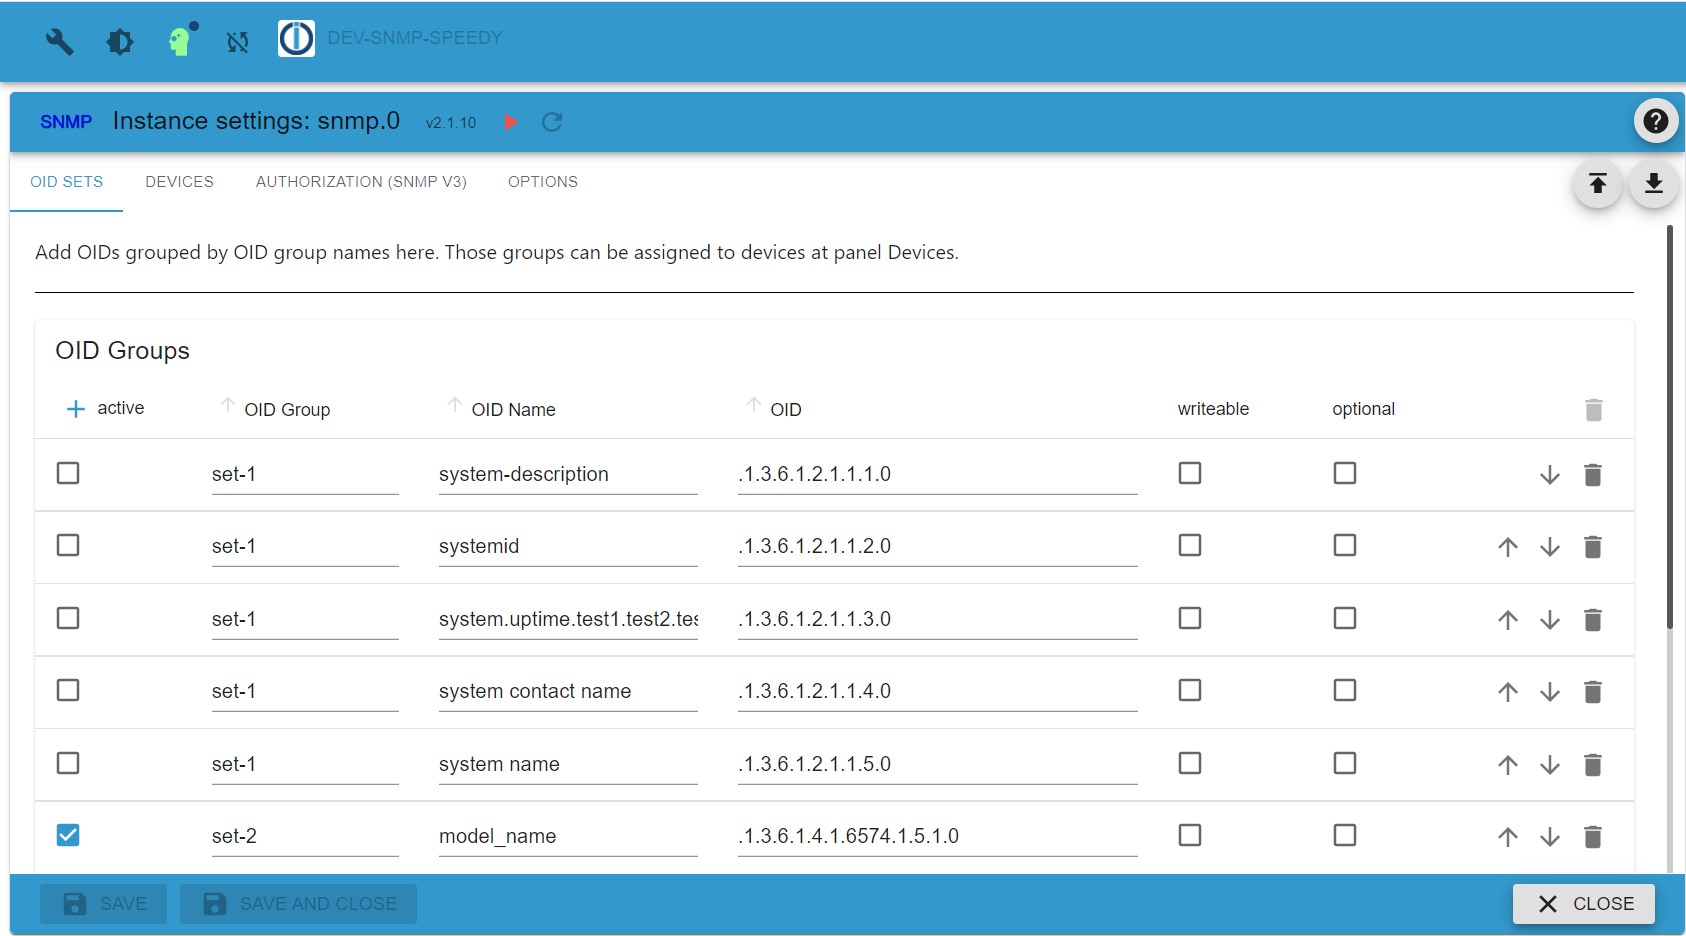 DEV-SNMP-SPEEDY
SNMP Instance settings: snmp.0 v2.1.10
OID SETS DEVICES AUTHORIZATION (SNMP V3) OPTIONS
Add OIDs grouped by OID group names here. Those groups can be assigned to devices at panel Devices.
OID Groups
active OID Group OID Name OID writeable optional
set-1 system-description .1.3.6.1.2.1.1.1.0
set-1 systemid .1.3.6.1.2.1.1.2.0
set-1 system.uptime.test1.test2.tes .1.3.6.1.2.1.1.3.0
set-1 system contact name .1.3.6.1.2.1.1.4.0
set-1 system name .1.3.6.1.2.1.1.5.0
set-2 model_name .1.3.6.1.4.1.6574.1.5.1.0
SAVE SAVE AND CLOSE CLOSE